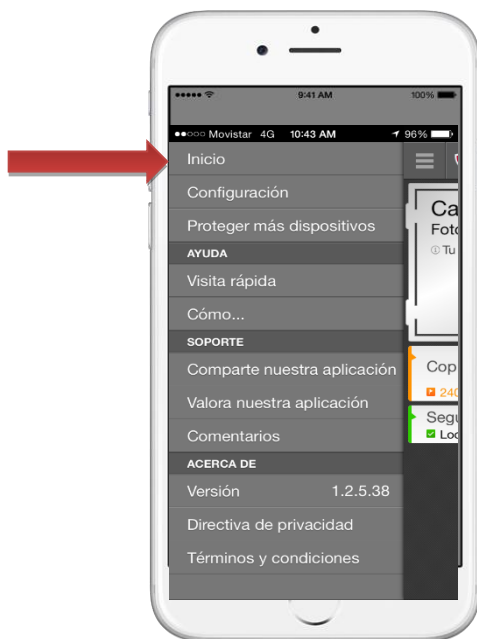 9:41 AM 100%
Movistar 4G 10:43 AM 96%
Inicio
Configuración
Proteger más dispositivos
AYUDA
Visita rápida
Cómo...
SOPORTE
Comparte nuestra aplicación
Valora nuestra aplicación
Comentarios
ACERCA DE
Versión 1.2.5.38
Directiva de privacidad
Términos y condiciones
Ca
Foto
Tu
Cop
240
Segu
Loc